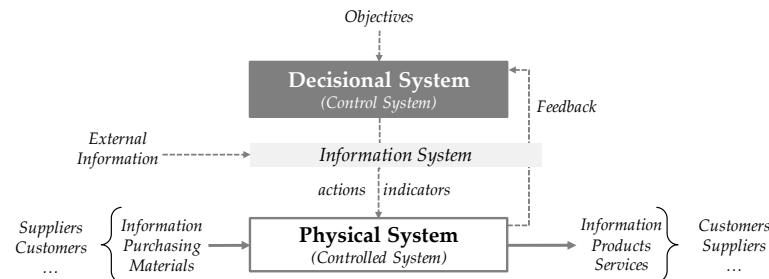 Objectives
Decisional System
(Control System)
Feedback
External
Information
Information System
actions indicators
Suppliers
Customers
…
Information
Purchasing
Materials
Physical System
(Controlled System)
Information
Products
Services
Customers
Suppliers
…